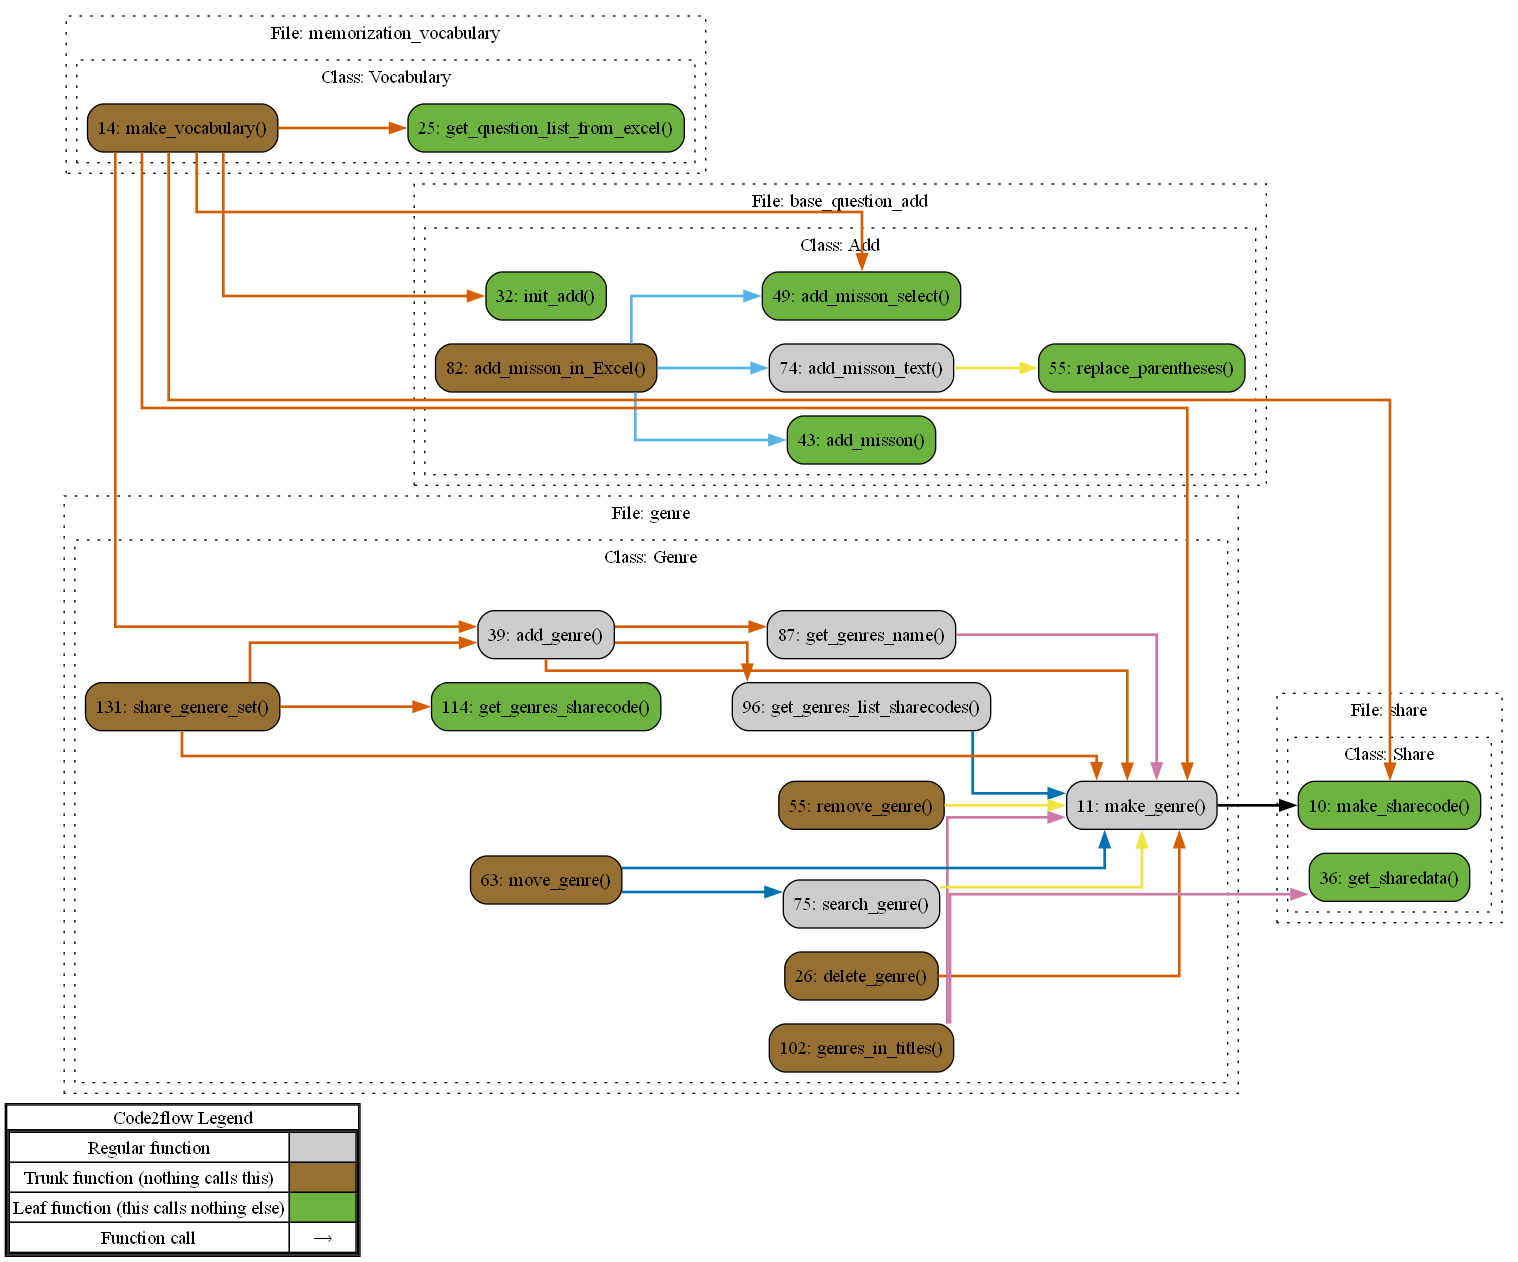 File: memorization_vocabulary
Class: Vocabulary
14: make_vocabulary()
25: get_question_list_from_excel()
File: base_question_add
Class: Add
32: init_add()
49: add_misson_select()
82: add_misson_in_Excel()
74: add_misson_text()
55: replace_parentheses()
43: add_misson()
File: genre
Class: Genre
39: add_genre()
87: get_genres_name()
131: share_genere_set()
114: get_genres_sharecode()
96: get_genres_list_sharecodes()
File: share
Class: Share
55: remove_genre()
11: make_genre()
10: make_sharecode()
63: move_genre()
75: search_genre()
36: get_sharedata()
26: delete_genre()
102: genres_in_titles()
Code2flow Legend
Regular function
Trunk function (nothing calls this)
Leaf function (this calls nothing else)
Function call →